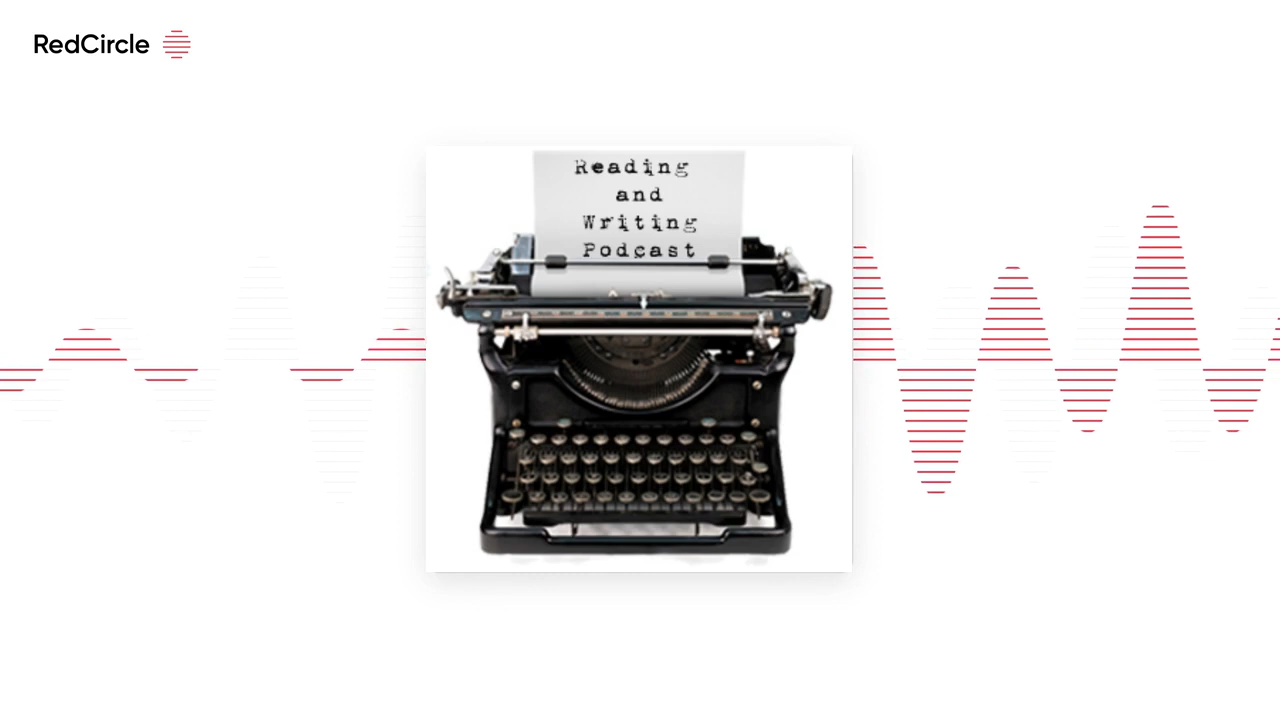 RedCircle
Reading
and
Writing
Podcast